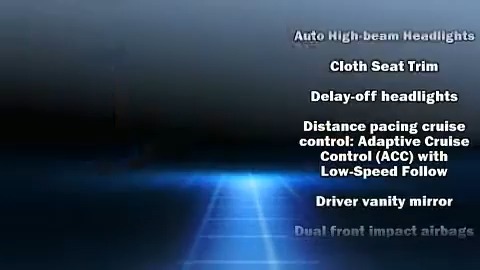 Auto High-beam Headlights
Cloth Seat Trim
Delay-off headlights
Distance pacing cruise
control: Adaptive Cruise
Control (ACC) with
Low-Speed Follow
Driver vanity mirror
Dual front impact airbags